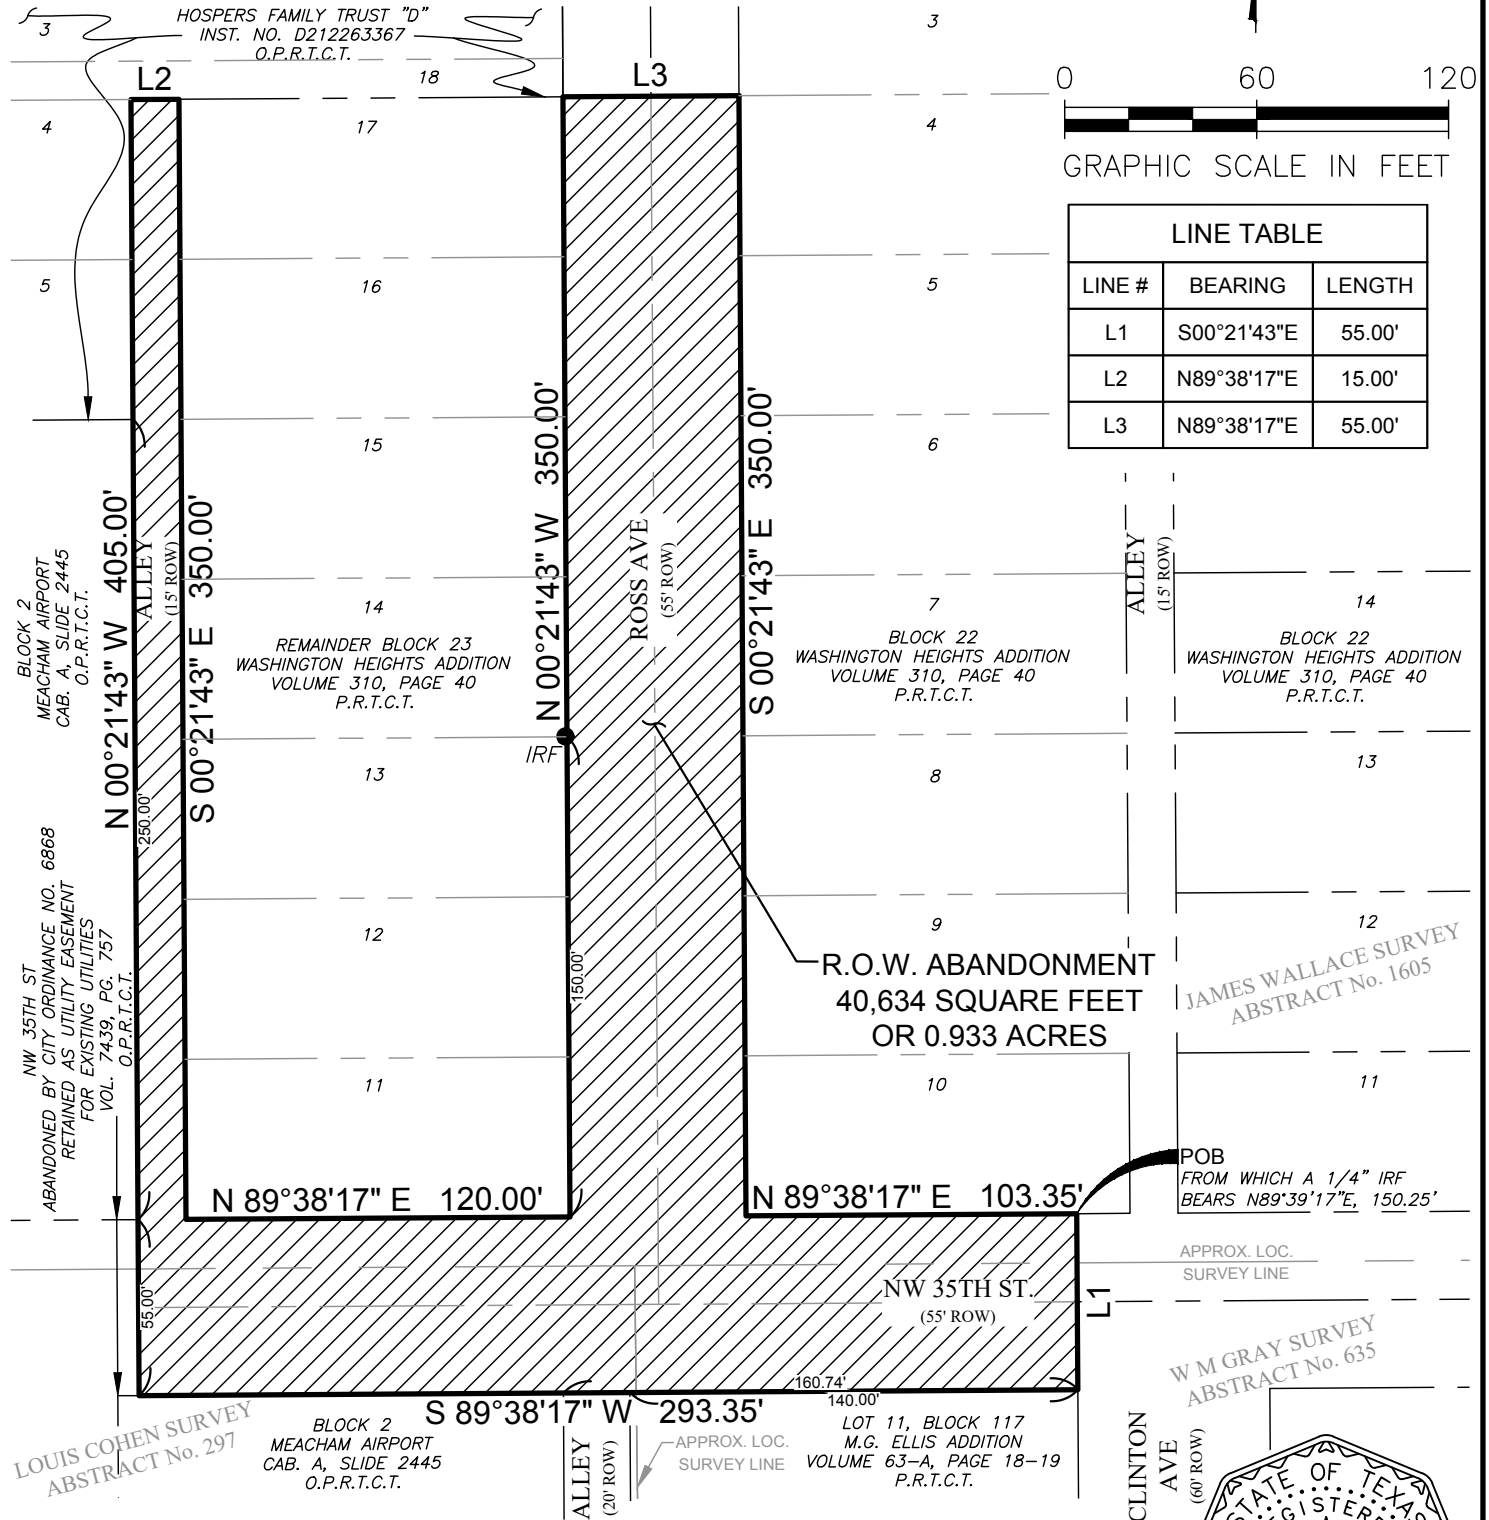 HOSPERS FAMILY TRUST "D"
INST. NO. D212263367
O.P.R.T.C.T.
3
18
3
L2
L3
0 60 120
GRAPHIC SCALE IN FEET
4
17
4
LINE TABLE
LINE # BEARING LENGTH
L1 S00°21'43"E 55.00'
L2 N89°38'17"E 15.00'
L3 N89°38'17"E 55.00'
5
16
5
15
6
N 00°21'43" W 405.00'
ALLEY
(15' ROW)
S 00°21'43" E 350.00'
N 00°21'43" W 350.00'
ROSS AVE
(55' ROW)
S 00°21'43" E 350.00'
ALLEY
(15' ROW)
BLOCK 2
MEACHAM AIRPORT
CAB. A, SLIDE 2445
O.P.R.T.C.T.
14
REMAINDER BLOCK 23
WASHINGTON HEIGHTS ADDITION
VOLUME 310, PAGE 40
P.R.T.C.T.
7
BLOCK 22
WASHINGTON HEIGHTS ADDITION
VOLUME 310, PAGE 40
P.R.T.C.T.
14
BLOCK 22
WASHINGTON HEIGHTS ADDITION
VOLUME 310, PAGE 40
P.R.T.C.T.
IRF
13
8
13
250.00'
NW 35TH ST
ABANDONED BY CITY ORDINANCE NO. 6868
RETAINED AS UTILITY EASEMENT
FOR EXISTING UTILITIES
VOL. 7439, PG. 757
O.P.R.T.C.T.
12
150.00'
9
12
R.O.W. ABANDONMENT
40,634 SQUARE FEET
OR 0.933 ACRES
JAMES WALLACE SURVEY
ABSTRACT No. 1605
11
10
11
POB
FROM WHICH A 1/4" IRF
BEARS N89°39'17"E, 150.25'
N 89°38'17" E 120.00'
N 89°38'17" E 103.35'
APPROX. LOC.
SURVEY LINE
55.00'
NW 35TH ST.
(55' ROW)
L1
W M GRAY SURVEY
ABSTRACT No. 635
160.74'
140.00'
S 89°38'17" W 293.35'
LOUIS COHEN SURVEY
ABSTRACT No. 297
BLOCK 2
MEACHAM AIRPORT
CAB. A, SLIDE 2445
O.P.R.T.C.T.
ALLEY
(20' ROW)
APPROX. LOC.
SURVEY LINE
LOT 11, BLOCK 117
M.G. ELLIS ADDITION
VOLUME 63-A, PAGE 18-19
P.R.T.C.T.
CLINTON
AVE
(60' ROW)
STATE OF TEXAS